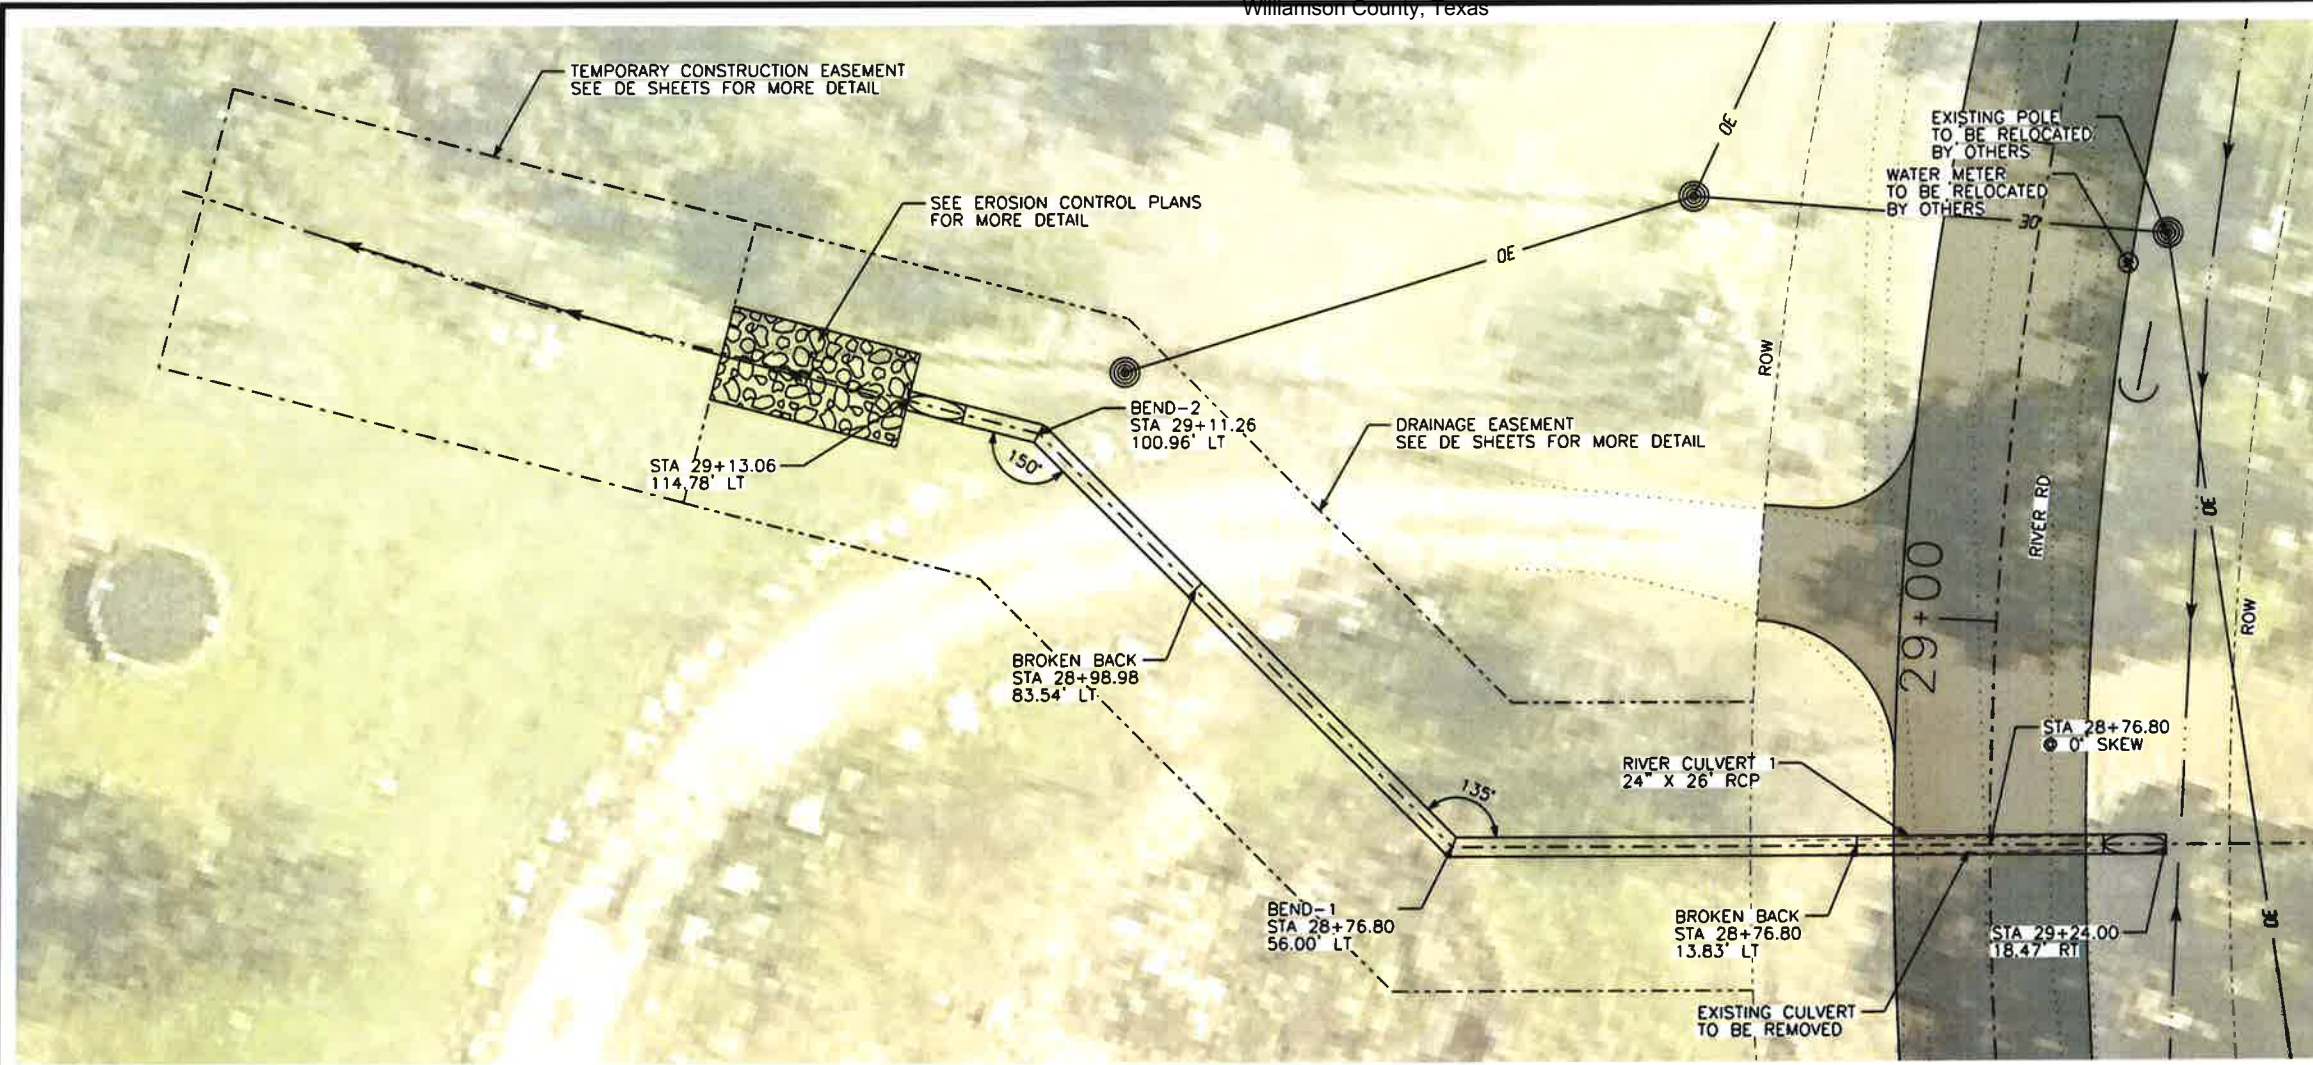 Williamson County, Texas
TEMPORARY CONSTRUCTION EASEMENT
SEE DE SHEETS FOR MORE DETAIL
SEE EROSION CONTROL PLANS
FOR MORE DETAIL
OE
EXISTING POLE
TO BE RELOCATED
BY OTHERS
WATER METER
TO BE RELOCATED
BY OTHERS
30'
OE
ROW
BEND-2
STA 29+11.26
100.96' LT
DRAINAGE EASEMENT
SEE DE SHEETS FOR MORE DETAIL
150°
STA 29+13.06
114.78' LT
RIVER RD
OE
29+00
ROW
BROKEN BACK
STA 28+98.98
83.54' LT
STA 28+76.80
@ 0° SKEW
RIVER CULVERT 1
24" X 26' RCP
135°
BEND-1
STA 28+76.80
56.00' LT
BROKEN BACK
STA 28+76.80
13.83' LT
STA 29+24.00
18.47' RT
OE
EXISTING CULVERT
TO BE REMOVED